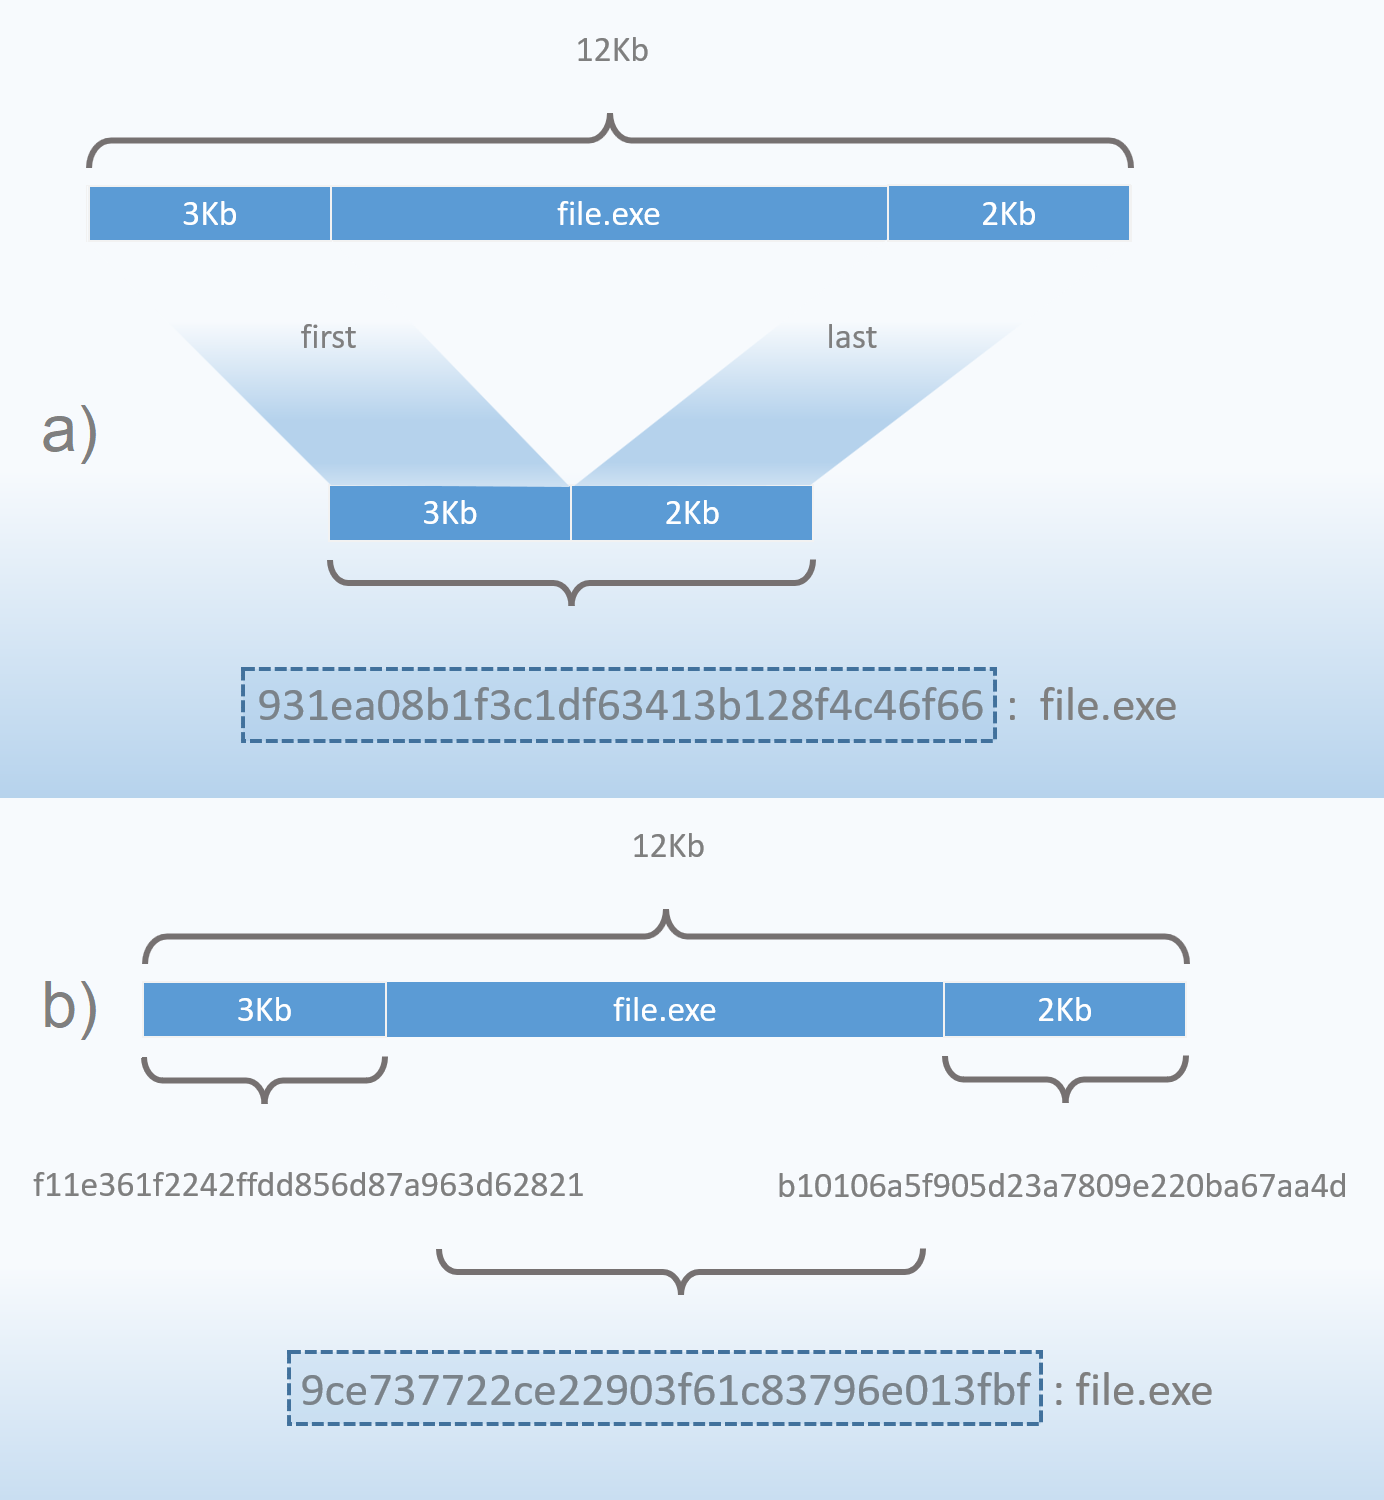 12Kb
3Kb file.exe 2Kb
first last
a)
3Kb 2Kb
931ea08b1f3c1df63413b128f4c46f66 : file.exe
12Kb
b)
3Kb file.exe 2Kb
f11e361f2242ffdd856d87a963d62821 b10106a5f905d23a7809e220ba67aa4d
9ce737722ce22903f61c83796e013fbf : file.exe